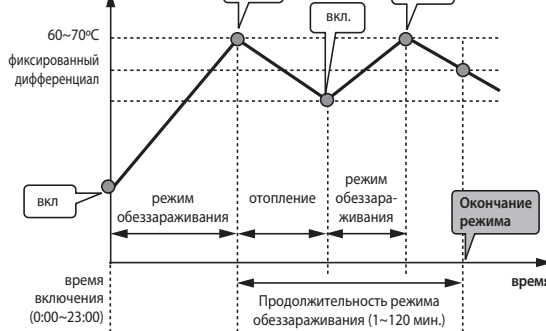 60~70ºC
вкл.
фиксированный
дифференциал
вкл
режим
обеззараживания
отопление
режим
обеззара-
живания
Окончание
режима
время
время
включения
(0:00~23:00)
Продолжительность режима
обеззараживания (1~120 мин.)